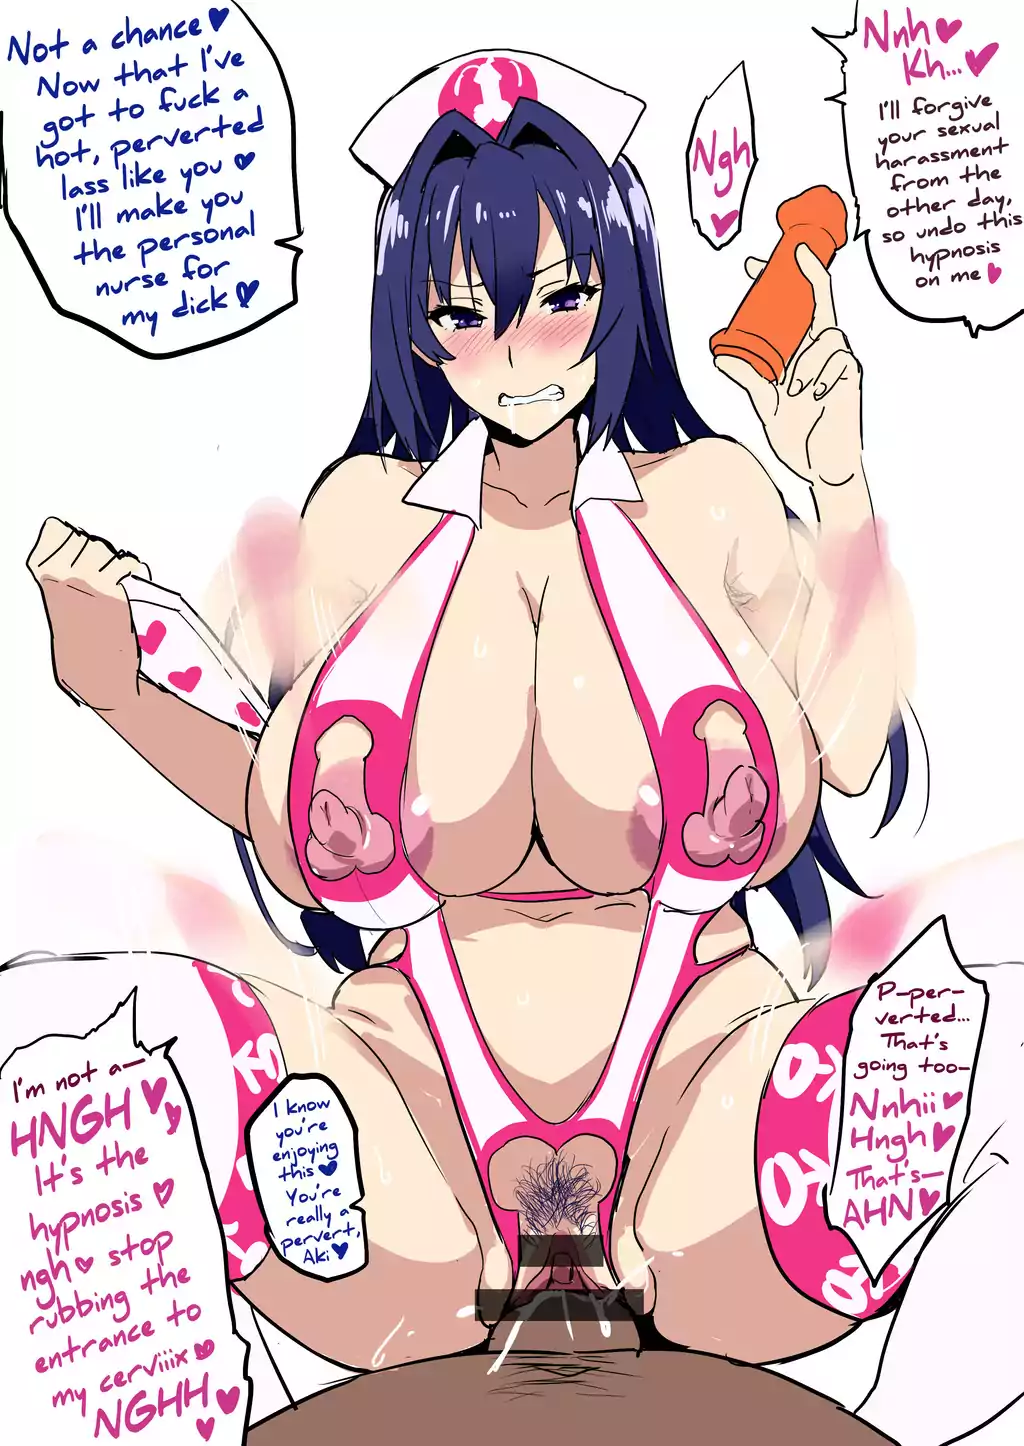 Nnh♥
Kh...♥
I'll forgive
your sexual
harassment
from the
other day,
so undo this
hypnosis
on me♥
Ngh
♥
Not a chance♥
Now that I've
got to fuck a
hot, perverted
lass like you♥
I'll make you
the personal
nurse for
my dick♥
P-per-
verted...
That's
going too—
Nnhii♥
Hngh♥
That's—
AHN♥
I know
you're
enjoying
this♥
You're
really a
pervert,
Aki♥
I'm not a—
HNGH♥♥
It's the
hypnosis♥
ngh♥ stop
rubbing the
entrance to
my cerviiix♥
NGHH♥
♥